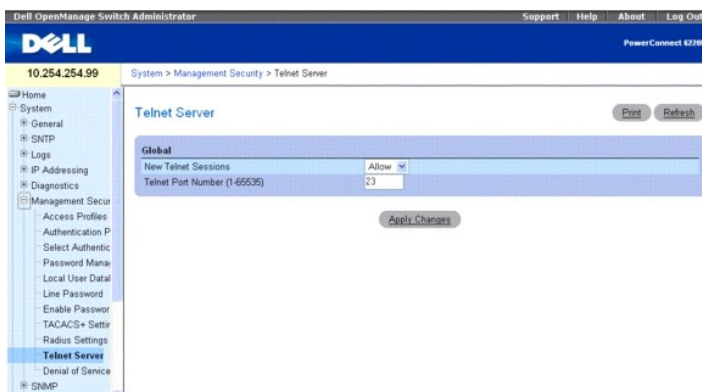 Dell OpenManage Switch Administrator
Support Help About Log Out
DELL
PowerConnect
10.254.254.99
System > Management Security > Telnet Server
Home
System
General
SNTP
Logs
IP Addressing
Diagnostics
Management Secur
Access Profiles
Authentication P
Select Authentic
Password Mana
Local User Datal
Line Password
Enable Passwor
TACACS+ Settin
Radius Settings
Telnet Server
Denial of Service
SNMP
Telnet Server
Print Refresh
Global
New Telnet Sessions Allow
Telnet Port Number (1-65535) 23
Apply Changes